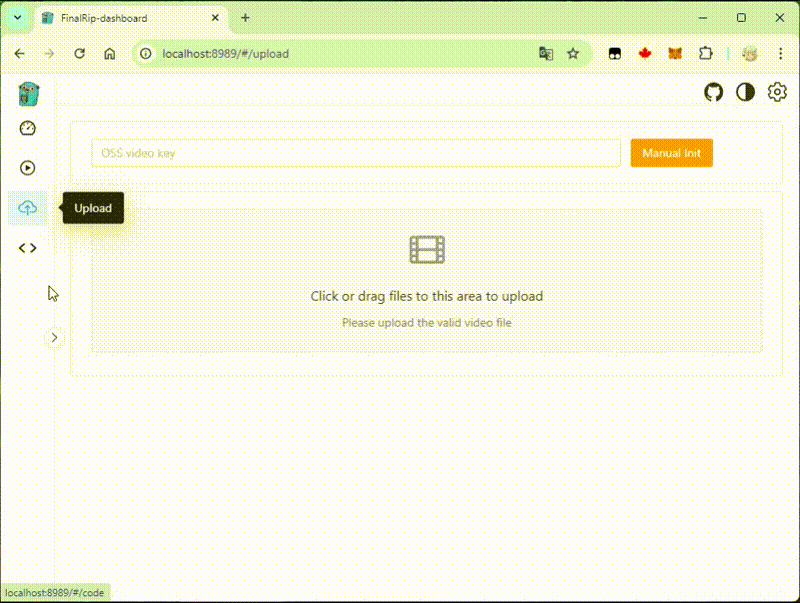 FinalRip-dashboard
localhost:8989/#/upload
OSS video key
Manual Init
Upload
Click or drag files to this area to upload
Please upload the valid video file
localhost:8989/#/code